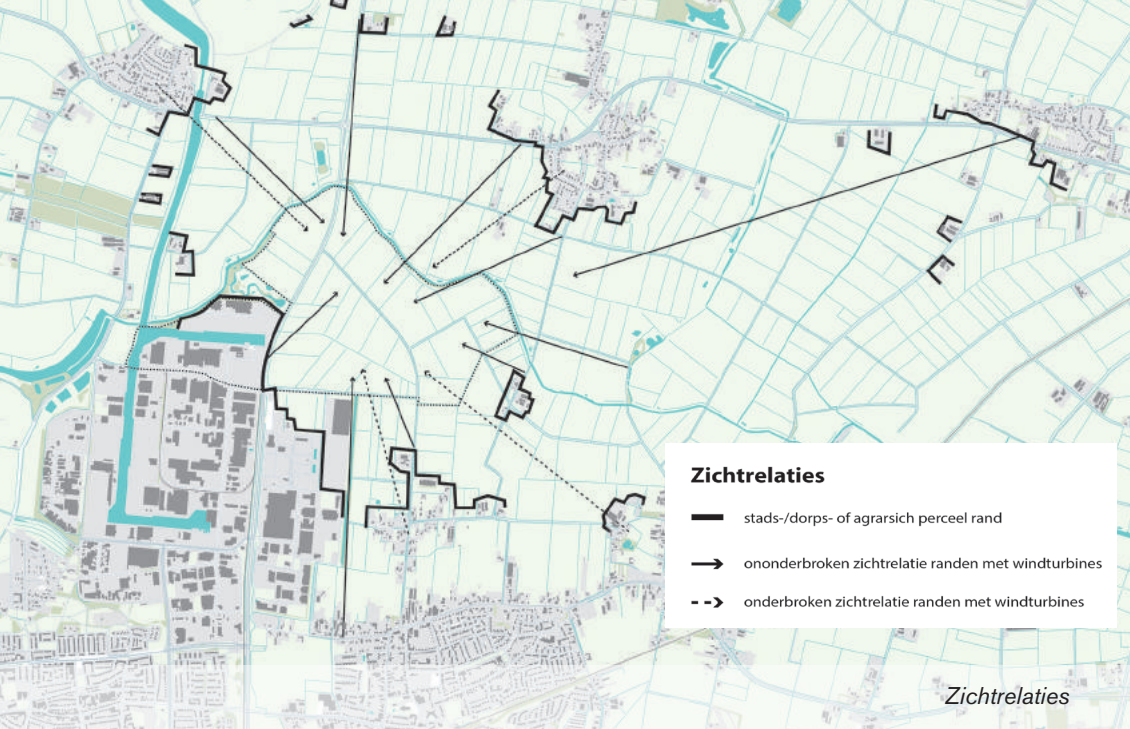 Zichtrelaties
stads-/dorps- of agrarsich perceel rand
ononderbroken zichtrelatie randen met windturbines
onderbroken zichtrelatie randen met windturbines
Zichtrelaties